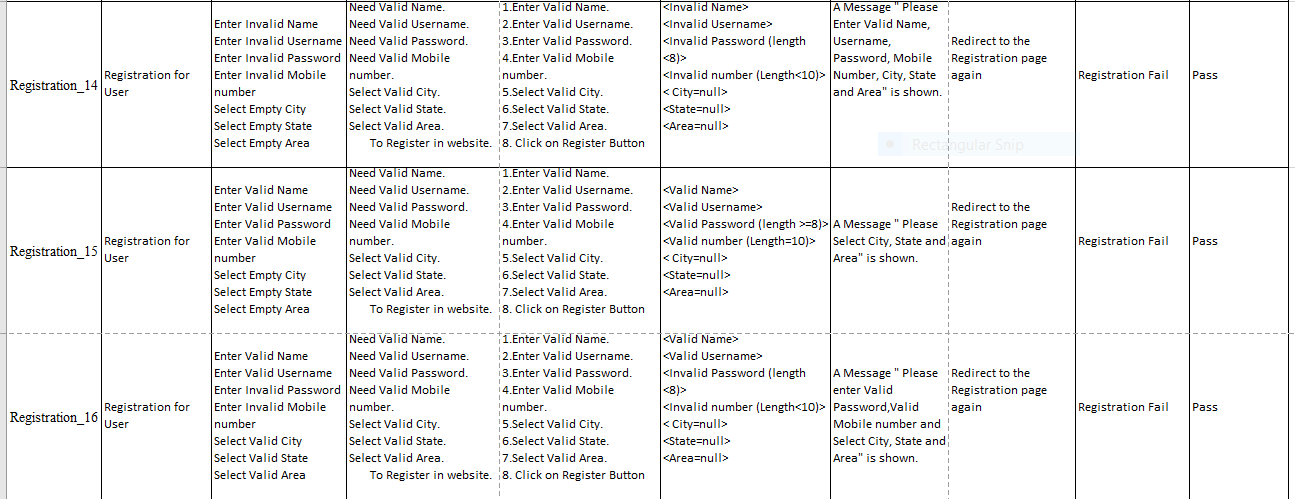 Registration_14
Registration for
User
Enter Invalid Name
Enter Invalid Username
Enter Invalid Password
Enter Invalid Mobile
number
Select Empty City
Select Empty State
Select Empty Area
Need Valid Name.
Need Valid Username.
Need Valid Password.
Need Valid Mobile
number.
Select Valid City.
Select Valid State.
Select Valid Area.
To Register in website.
1.Enter Valid Name.
2.Enter Valid Username.
3.Enter Valid Password.
4.Enter Valid Mobile
number.
5.Select Valid City.
6.Select Valid State.
7.Select Valid Area.
8. Click on Register Button
<Invalid Name>
<Invalid Username>
<Invalid Password (length
<8)>
<Invalid number (Length<10)>
< City=null>
<State=null>
<Area=null>
A Message " Please
Enter Valid Name,
Username,
Password, Mobile
Number, City, State
and Area" is shown.
Redirect to the
Registration page
again
Registration Fail
Pass
Rectangular Snip
Registration_15
Registration for
User
Enter Valid Name
Enter Valid Username
Enter Valid Password
Enter Valid Mobile
number
Select Empty City
Select Empty State
Select Empty Area
Need Valid Name.
Need Valid Username.
Need Valid Password.
Need Valid Mobile
number.
Select Valid City.
Select Valid State.
Select Valid Area.
To Register in website.
1.Enter Valid Name.
2.Enter Valid Username.
3.Enter Valid Password.
4.Enter Valid Mobile
number.
5.Select Valid City.
6.Select Valid State.
7.Select Valid Area.
8. Click on Register Button
<Valid Name>
<Valid Username>
<Valid Password (length >=8)>
<Valid number (Length=10)>
< City=null>
<State=null>
<Area=null>
A Message " Please
Select City, State and
Area" is shown.
Redirect to the
Registration page
again
Registration Fail
Pass
Registration_16
Registration for
User
Enter Valid Name
Enter Valid Username
Enter Invalid Password
Enter Invalid Mobile
number
Select Valid City
Select Valid State
Select Valid Area
Need Valid Name.
Need Valid Username.
Need Valid Password.
Need Valid Mobile
number.
Select Valid City.
Select Valid State.
Select Valid Area.
To Register in website.
1.Enter Valid Name.
2.Enter Valid Username.
3.Enter Valid Password.
4.Enter Valid Mobile
number.
5.Select Valid City.
6.Select Valid State.
7.Select Valid Area.
8. Click on Register Button
<Valid Name>
<Valid Username>
<Invalid Password (length
<8)>
<Invalid number (Length<10)>
< City=null>
<State=null>
<Area=null>
A Message " Please
enter Valid
Password,Valid
Mobile number and
Select City, State and
Area" is shown.
Redirect to the
Registration page
again
Registration Fail
Pass